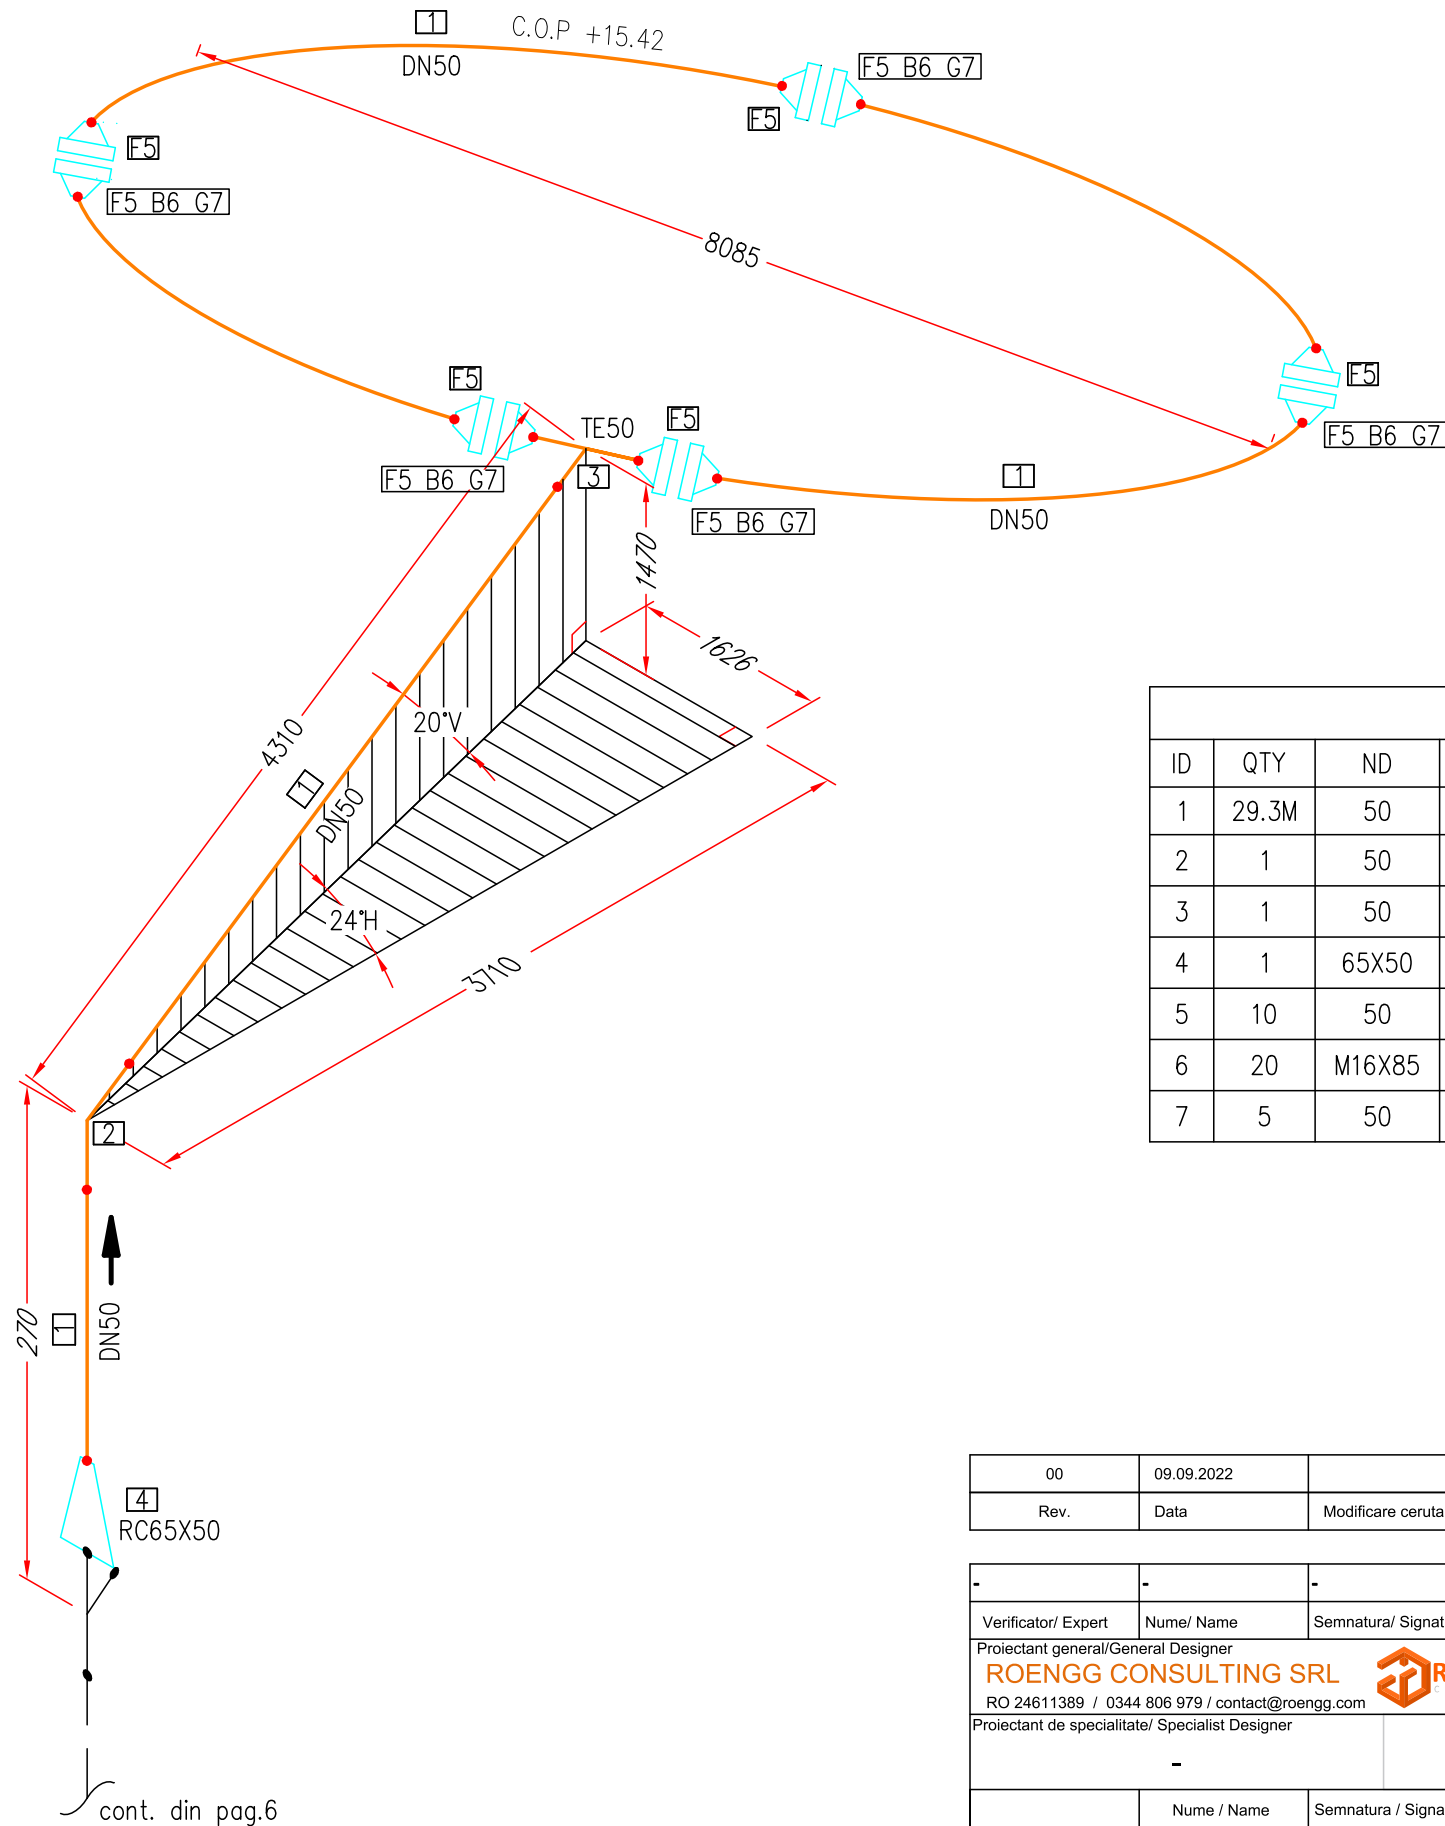 1
C.O.P +15.42
DN50
F5 B6 G7
F5
F5
F5 B6 G7
8085
F5
F5 B6 G7
F5
TE50
F5
F5 B6 G7
3
F5 B6 G7
1
DN50
1470
1626
20°V
4310
1
DN50
24°H
3710
2
270
1
DN50
4
RC65X50
cont. din pag.6
ID QTY ND
1 29.3M 50
2 1 50
3 1 50
4 1 65X50
5 10 50
6 20 M16X85
7 5 50
00 09.09.2022
Rev. Data Modificare ceruta
- - -
Verificator/ Expert Nume/ Name Semnatura/ Signat
Proiectant general/General Designer
ROENGG CONSULTING SRL
RO 24611389 / 0344 806 979 / contact@roengg.com
Proiectant de specialitate/ Specialist Designer
-
Nume / Name Semnatura / Signa